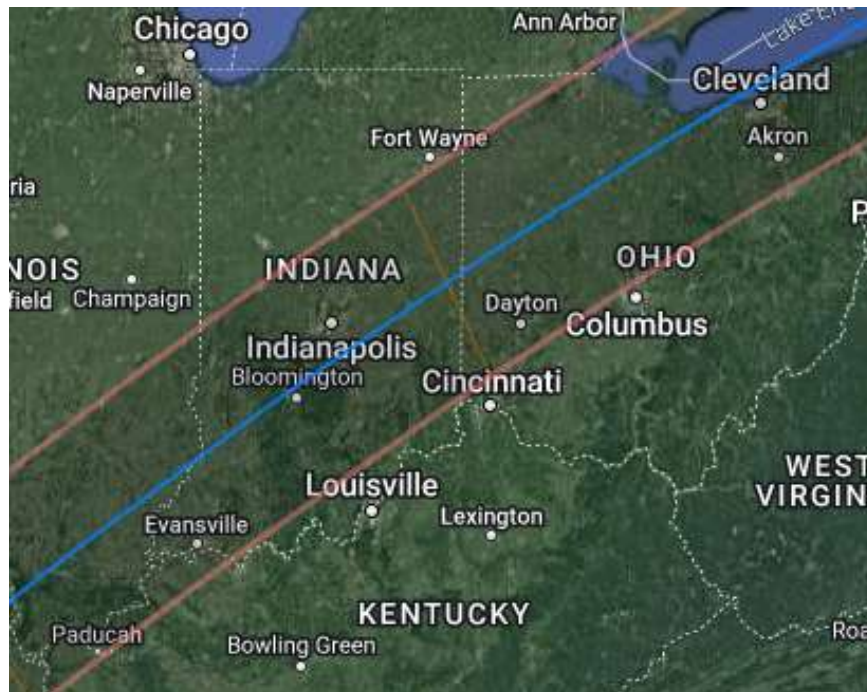 Ann Arbor
Chicago
Lake Erie
Cleveland
Naperville
Fort Wayne
Akron
ria
P
NOIS
INDIANA
OHIO
field
Champaign
Dayton
Columbus
Indianapolis
Bloomington
Cincinnati
WEST
VIRGIN
Louisville
Evansville
Lexington
KENTUCKY
Paducah
Bowling Green
Roa